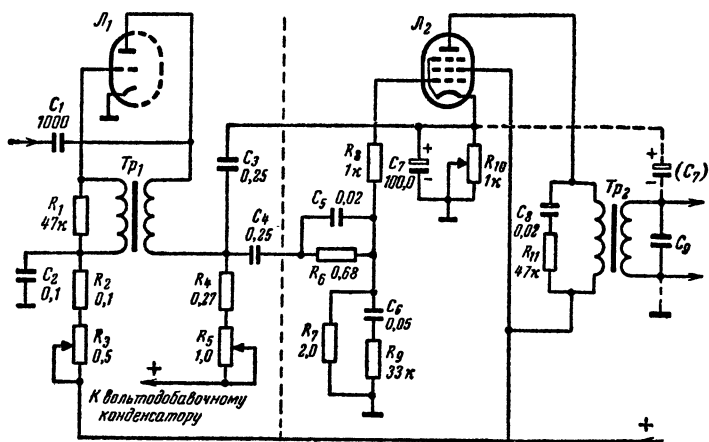 Л1
Л2
C1
1000
Тр1
C3
0,25
R8
1к
C7
100,0
+
-
R10
1к
+
-
(C7)
R1
47к
C4
0,25
C5
0,02
C8
0,02
Тр2
C9
C2
0,1
R2
0,1
R4
0,27
R6 0,68
R11
47к
R3
0,5
R5
1,0
R7
2,0
C6
0,05
R9
33к
+
К вольтодобавочному
конденсатору
+